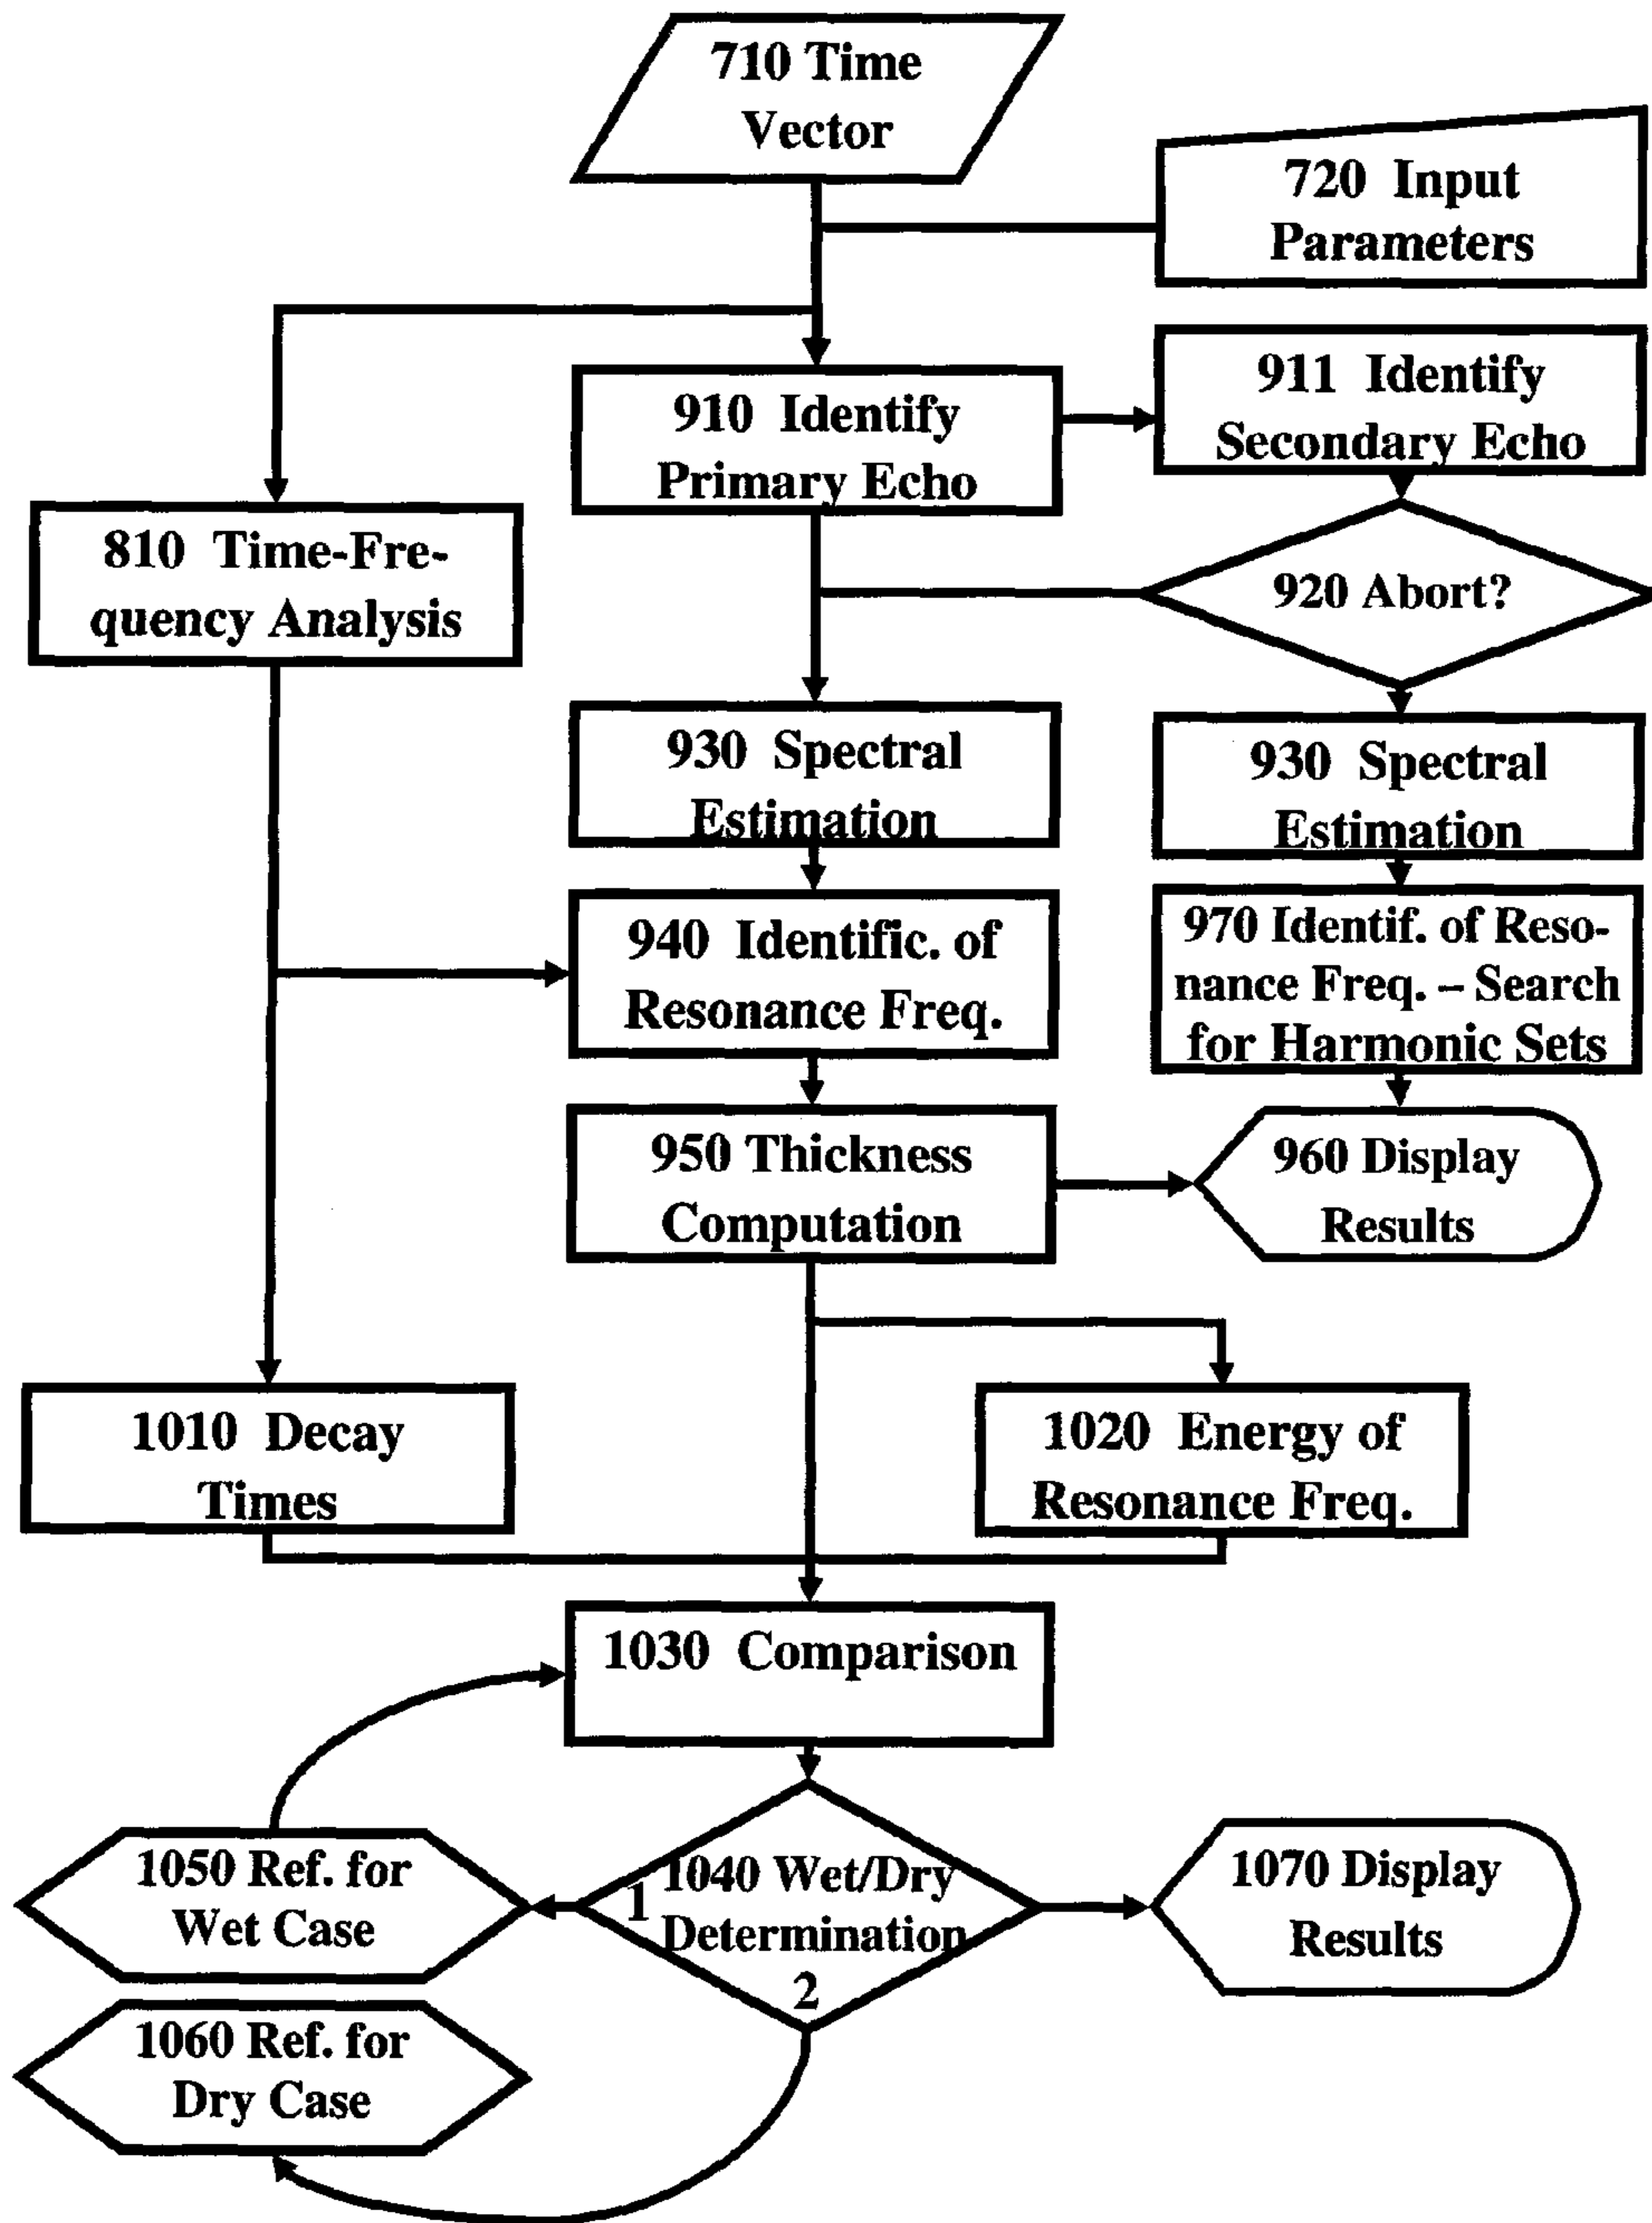 710 Time
Vector
720 Input
Parameters
910 Identify
Primary Echo
911 Identify
Secondary Echo
810 Time-Fre-
quency Analysis
920 Abort?
930 Spectral
Estimation
930 Spectral
Estimation
940 Identific. of
Resonance Freq.
970 Identif. of Reso-
nance Freq. – Search
for Harmonic Sets
950 Thickness
Computation
960 Display
Results
1010 Decay
Times
1020 Energy of
Resonance Freq.
1030 Comparison
1050 Ref. for
Wet Case
1
1040 Wet/Dry
Determination
2
1070 Display
Results
1060 Ref. for
Dry Case